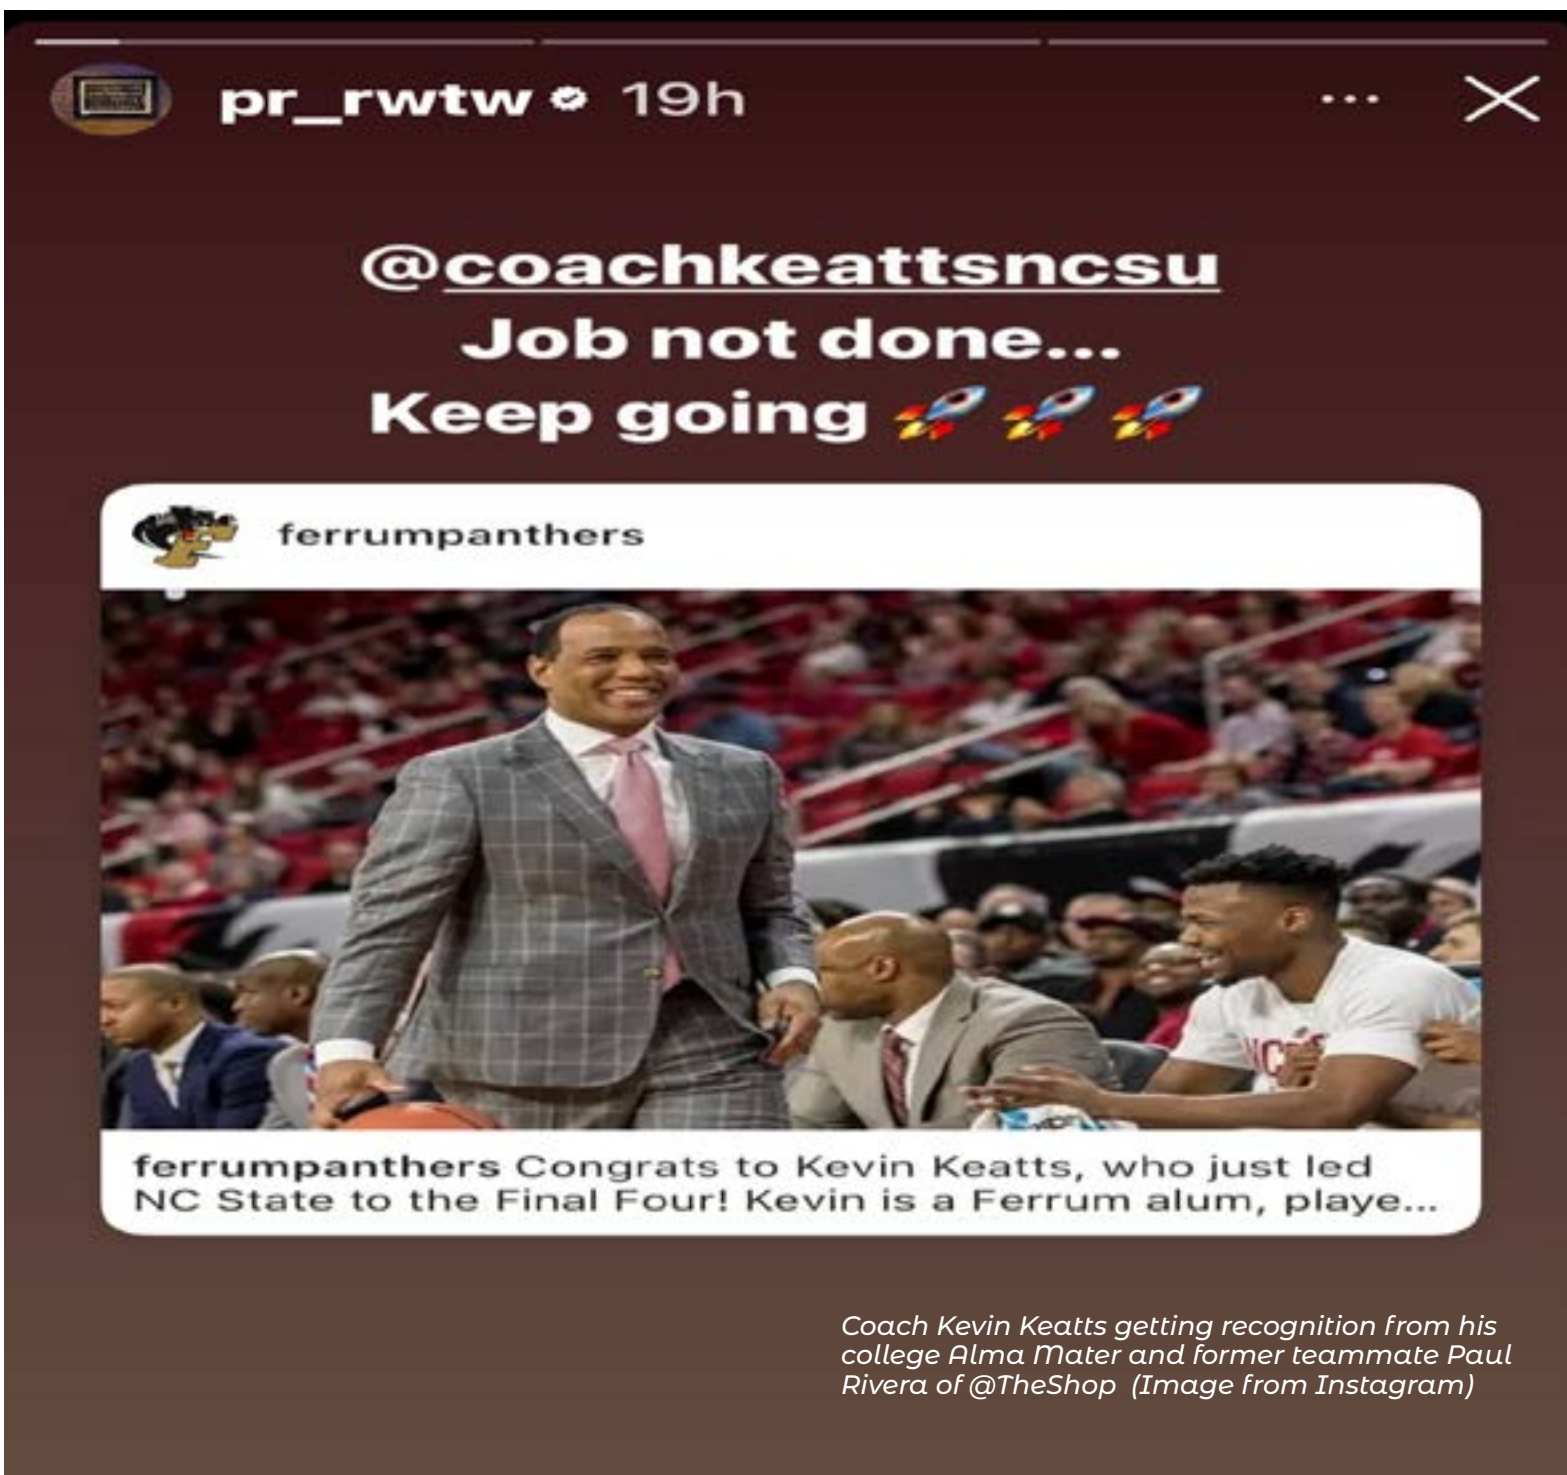 pr_rwtw 19h
@coachkeattsncsu
Job not done...
Keep going 🚀🚀🚀
ferrumpanthers
ferrumpanthers Congrats to Kevin Keatts, who just led
NC State to the Final Four! Kevin is a Ferrum alum, playe...
Coach Kevin Keatts getting recognition from his
college Alma Mater and former teammate Paul
Rivera of @TheShop (Image from Instagram)